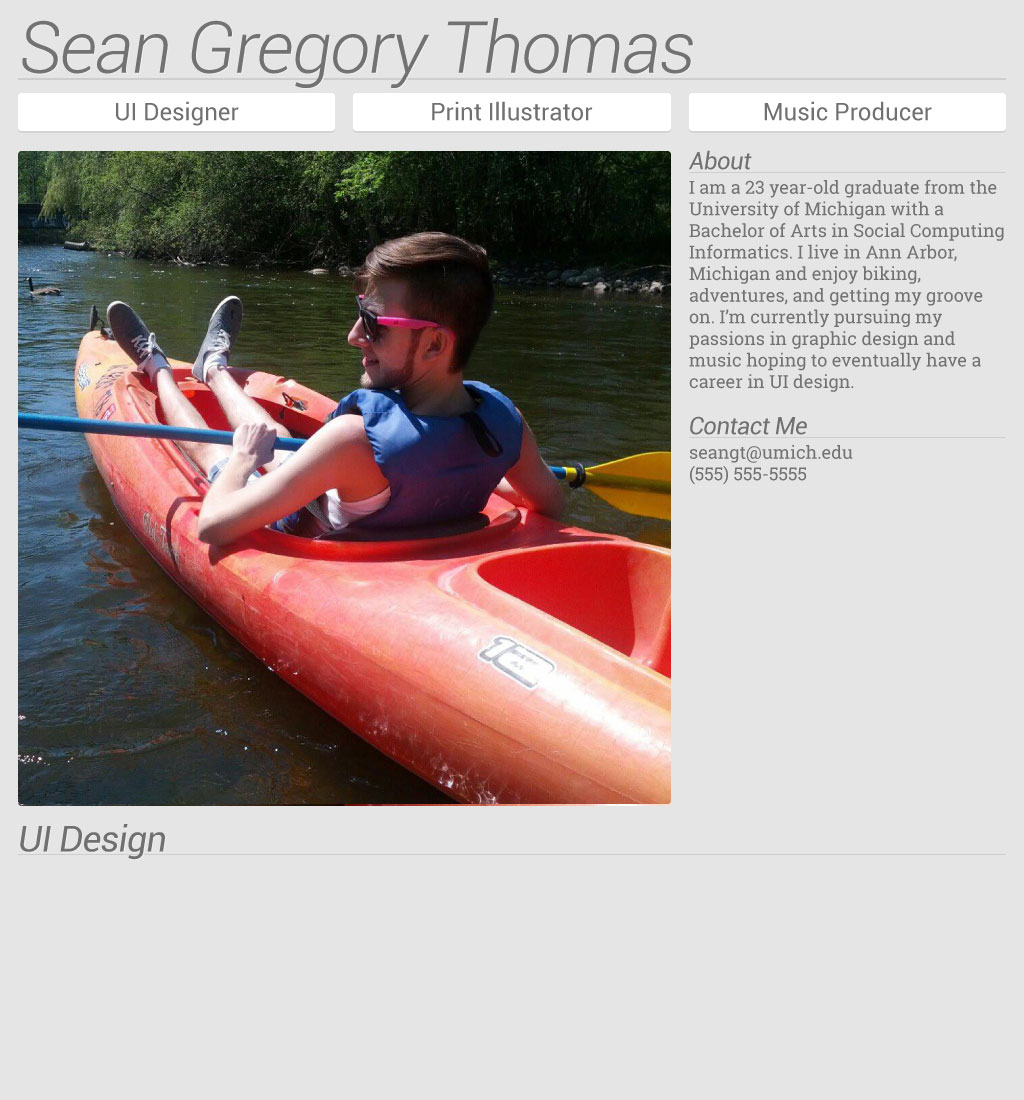 Sean Gregory Thomas
UI Designer
Print Illustrator
Music Producer
About
I am a 23 year-old graduate from the
University of Michigan with a
Bachelor of Arts in Social Computing
Informatics. I live in Ann Arbor,
Michigan and enjoy biking,
adventures, and getting my groove
on. I’m currently pursuing my
passions in graphic design and
music hoping to eventually have a
career in UI design.
Contact Me
seangt@umich.edu
(555) 555-5555
UI Design